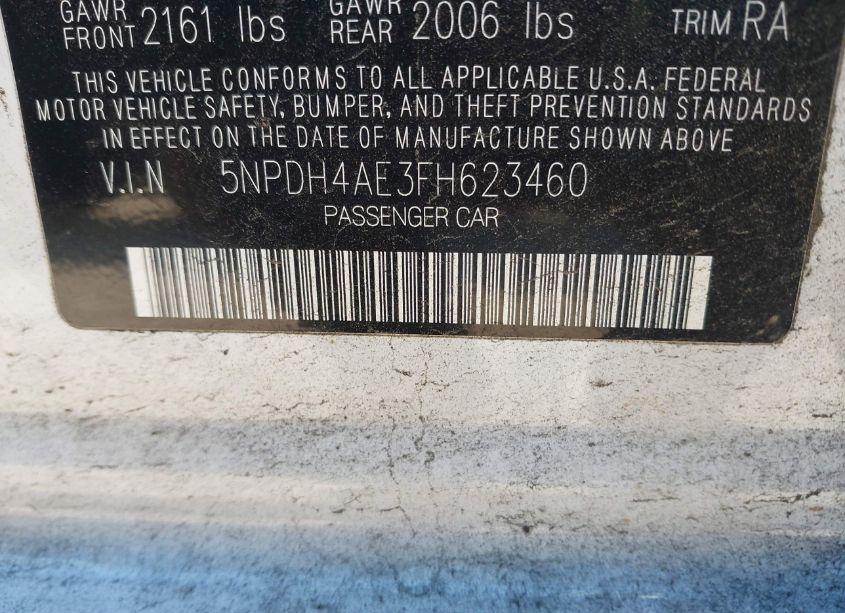 GAWR FRONT 2161 lbs GAWR REAR 2006 lbs TRIM RA
THIS VEHICLE CONFORMS TO ALL APPLICABLE U.S.A. FEDERAL
MOTOR VEHICLE SAFETY, BUMPER, AND THEFT PREVENTION STANDARDS
IN EFFECT ON THE DATE OF MANUFACTURE SHOWN ABOVE
V.I.N 5NPDH4AE3FH623460
PASSENGER CAR